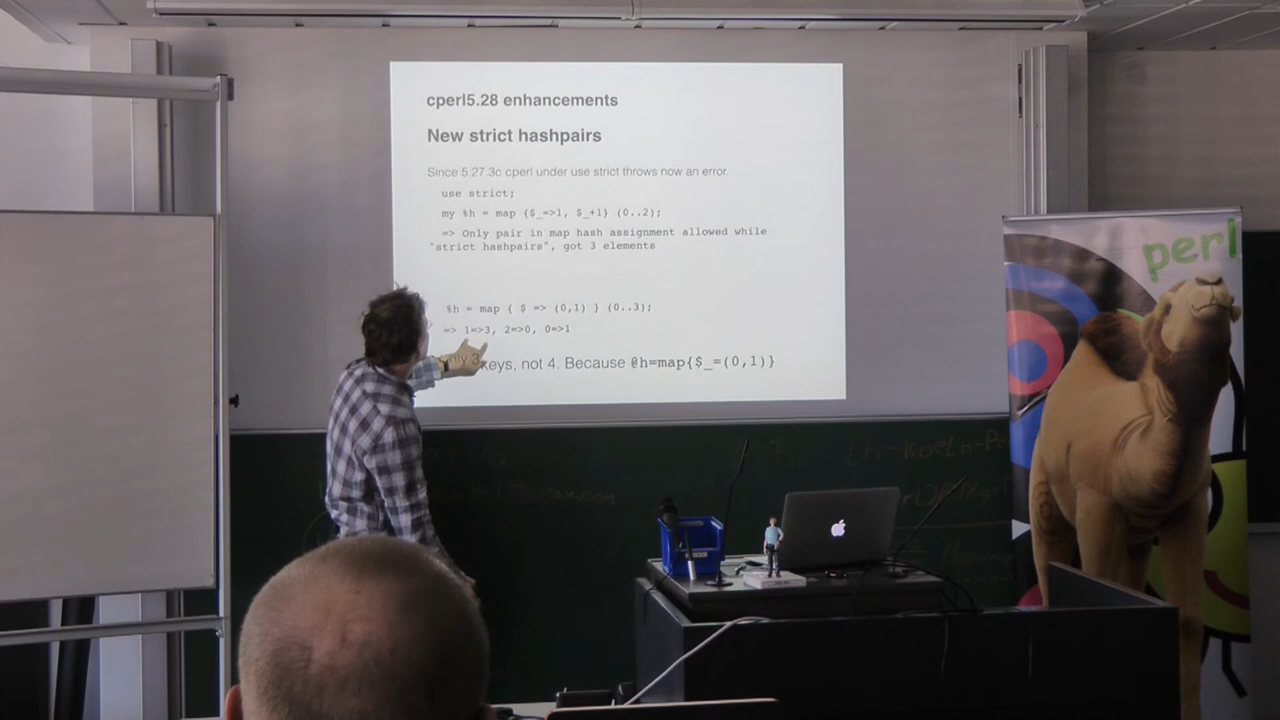 cperl5.28 enhancements
New strict hashpairs
Since 5.27.3c cperl under use strict throws now an error.
use strict;
my %h = map {$_=>1, $_+1} (0..2);
=> Only pair in map hash assignment allowed while
"strict hashpairs", got 3 elements
%h = map { $ => (0,1) } (0..3);
=> 1=>3, 2=>0, 0=>1
keys, not 4. Because @h=map{$_=(0,1)}
perl